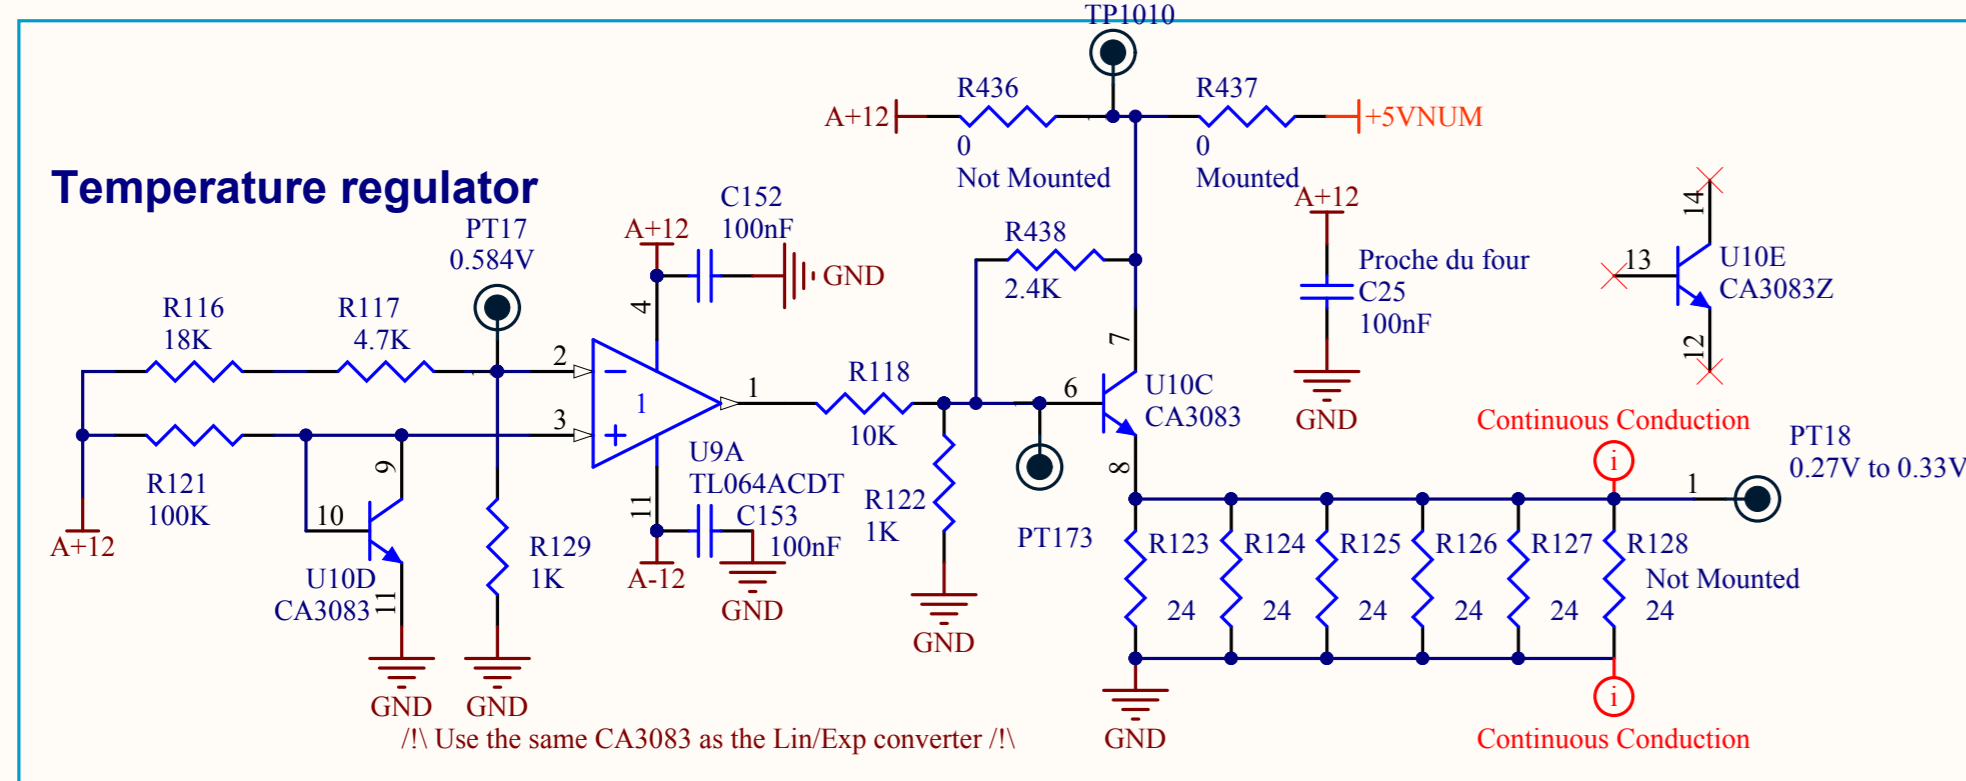 TP1010
R436
R437
A+12
+5VNUM
0
0
Not Mounted
Mounted
Temperature regulator
PT17
0.584V
C152
100nF
A+12
GND
R438
2.4K
A+12
Proche du four
C25
100nF
GND
14
13
12
U10E
CA3083Z
R116
18K
R117
4.7K
2
3
4
1
1
11
R118
10K
6
7
8
U10C
CA3083
R121
100K
9
10
11
A+12
U10D
CA3083
R129
1K
U9A
TL064ACDT
C153
100nF
A-12
GND
R122
1K
GND
PT173
Continuous Conduction
i
PT18
0.27V to 0.33V
1
R123
R124
R125
R126
R127
R128
Not Mounted
24
24
24
24
24
24
GND
GND
GND
i
Continuous Conduction
/!\ Use the same CA3083 as the Lin/Exp converter /!\